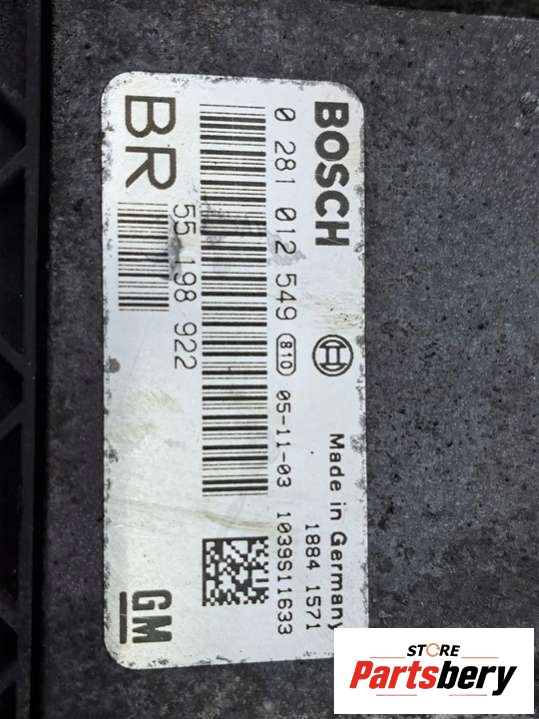 BOSCH
Made in Germany
1884 1571
0 281 012 549 810 05-11-03 1039S11633
55 198 922
BR
GM
STORE
Partsbery